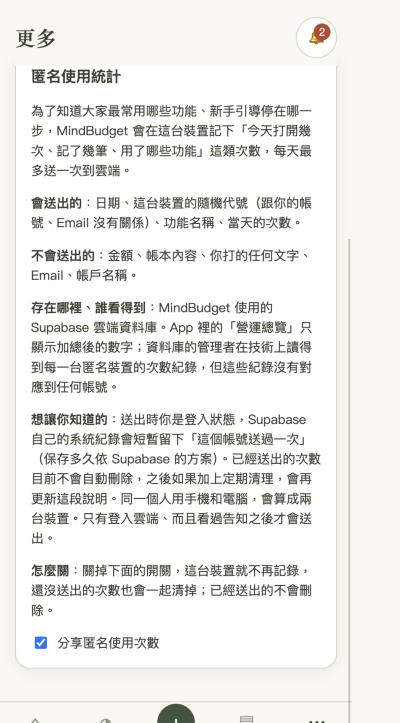 更多
2
匿名使用統計
為了知道大家最常用哪些功能、新手引導停在哪一
步，MindBudget 會在這台裝置記下「今天打開幾
次、記了幾筆、用了哪些功能」這類次數，每天最
多送一次到雲端。
會送出的：日期、這台裝置的隨機代號（跟你的帳
號、Email 沒有關係）、功能名稱、當天的次數。
不會送出的：金額、帳本內容、你打的任何文字、
Email、帳戶名稱。
存在哪裡、誰看得到：MindBudget 使用的
Supabase 雲端資料庫。App 裡的「營運總覽」只
顯示加總後的數字；資料庫的管理者在技術上讀得
到每一台匿名裝置的次數紀錄，但這些紀錄沒有對
應到任何帳號。
想讓你知道的：送出時你是登入狀態，Supabase
自己的系統紀錄會短暫留下「這個帳號送過一次」
（保存多久依 Supabase 的方案）。已經送出的次數
目前不會自動刪除，之後如果加上定期清理，會再
更新這段說明。同一個人用手機和電腦，會算成兩
台裝置。只有登入雲端、而且看過告知之後才會送
出。
怎麼關：關掉下面的開關，這台裝置就不再記錄，
還沒送出的次數也會一起清掉；已經送出的不會刪
除。
分享匿名使用次數